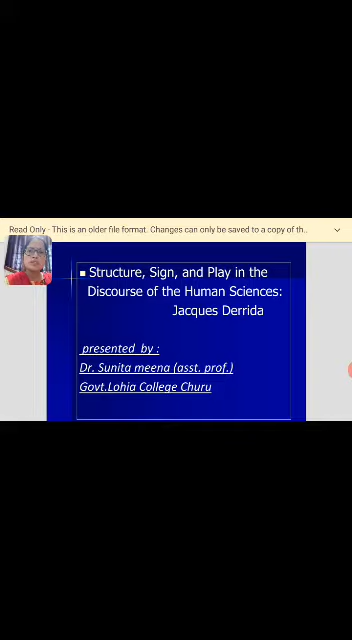 Read Only - This is an older file format. Changes can only be saved to a copy of th...
Structure, Sign, and Play in the
Discourse of the Human Sciences:
Jacques Derrida
presented by :
Dr. Sunita meena (asst. prof.)
Govt.Lohia College Churu